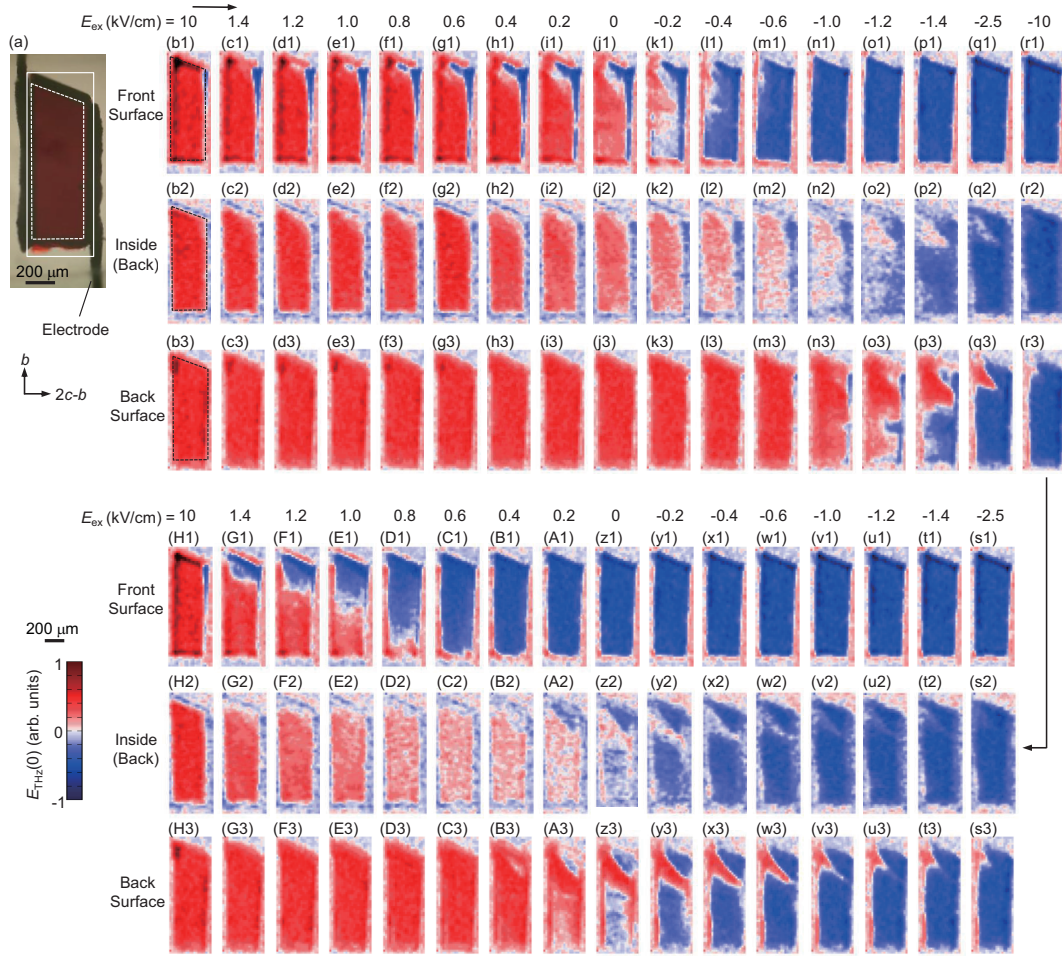 E_ex (kV/cm) = 10 1.4 1.2 1.0 0.8 0.6 0.4 0.2 0 -0.2 -0.4 -0.6 -1.0 -1.2 -1.4 -2.5 -10
(a)
(b1) (c1) (d1) (e1) (f1) (g1) (h1) (i1) (j1) (k1) (l1) (m1) (n1) (o1) (p1) (q1) (r1)
Front
Surface
(b2) (c2) (d2) (e2) (f2) (g2) (h2) (i2) (j2) (k2) (l2) (m2) (n2) (o2) (p2) (q2) (r2)
Inside
(Back)
200 μm
Electrode
(b3) (c3) (d3) (e3) (f3) (g3) (h3) (i3) (j3) (k3) (l3) (m3) (n3) (o3) (p3) (q3) (r3)
b
2c-b
Back
Surface
E_ex (kV/cm) = 10 1.4 1.2 1.0 0.8 0.6 0.4 0.2 0 -0.2 -0.4 -0.6 -1.0 -1.2 -1.4 -2.5
(H1) (G1) (F1) (E1) (D1) (C1) (B1) (A1) (z1) (y1) (x1) (w1) (v1) (u1) (t1) (s1)
Front
Surface
200 μm
1
0
-1
E_THz(0) (arb. units)
(H2) (G2) (F2) (E2) (D2) (C2) (B2) (A2) (z2) (y2) (x2) (w2) (v2) (u2) (t2) (s2)
Inside
(Back)
(H3) (G3) (F3) (E3) (D3) (C3) (B3) (A3) (z3) (y3) (x3) (w3) (v3) (u3) (t3) (s3)
Back
Surface